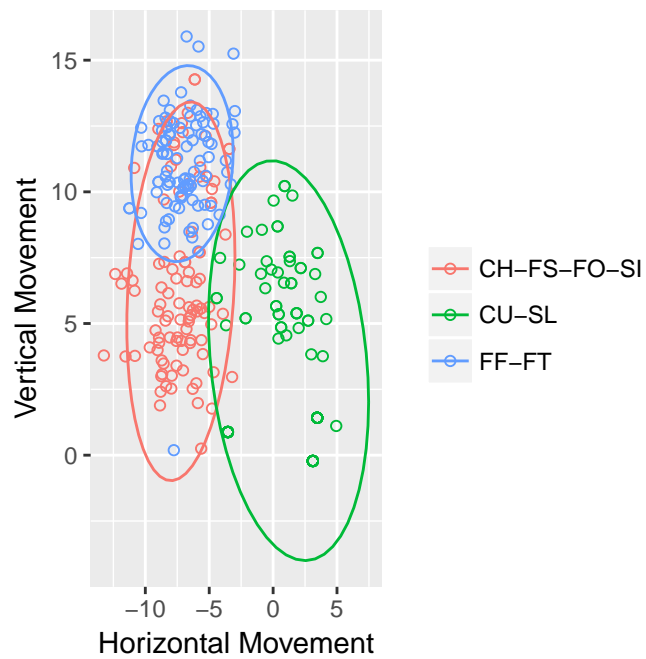 15
10
5
0
−10 −5 0 5
Horizontal Movement
Vertical Movement
CH−FS−FO−SI
CU−SL
FF−FT